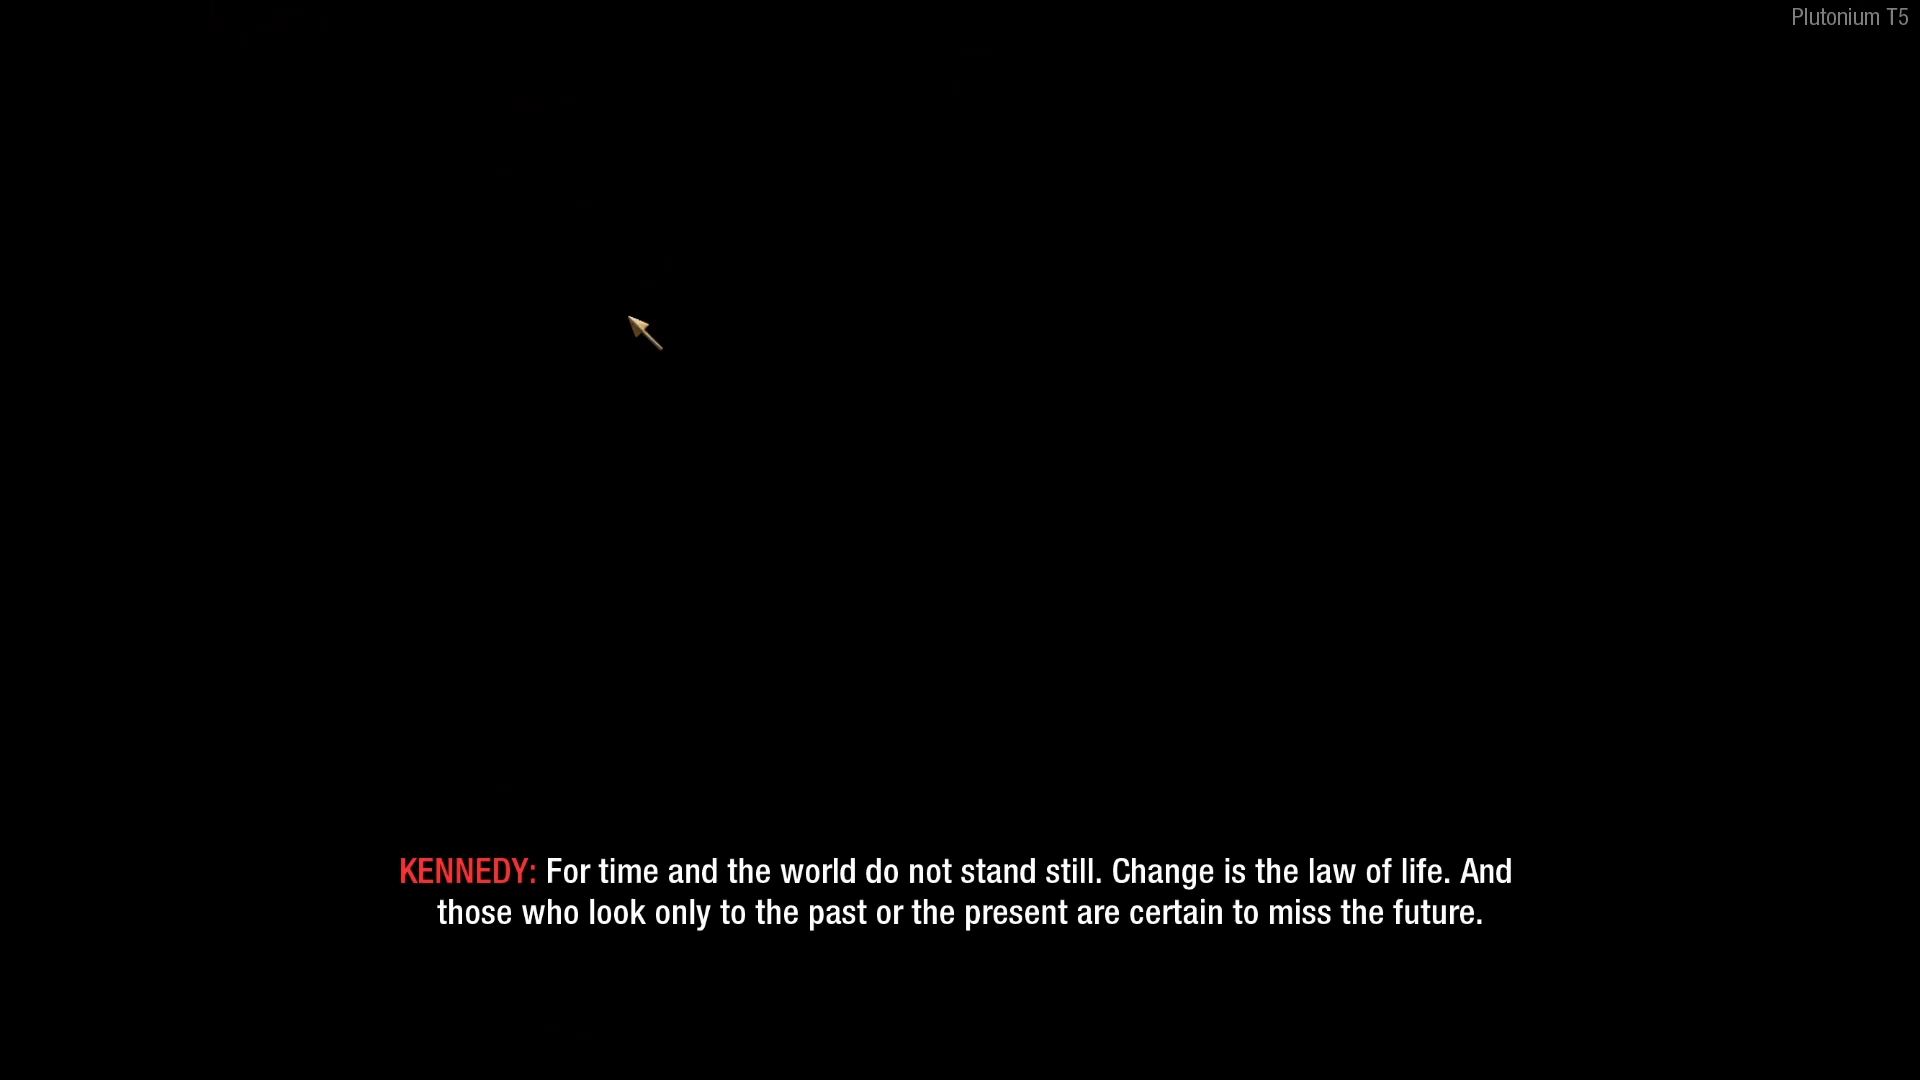 Plutonium T5
KENNEDY: For time and the world do not stand still. Change is the law of life. And
those who look only to the past or the present are certain to miss the future.